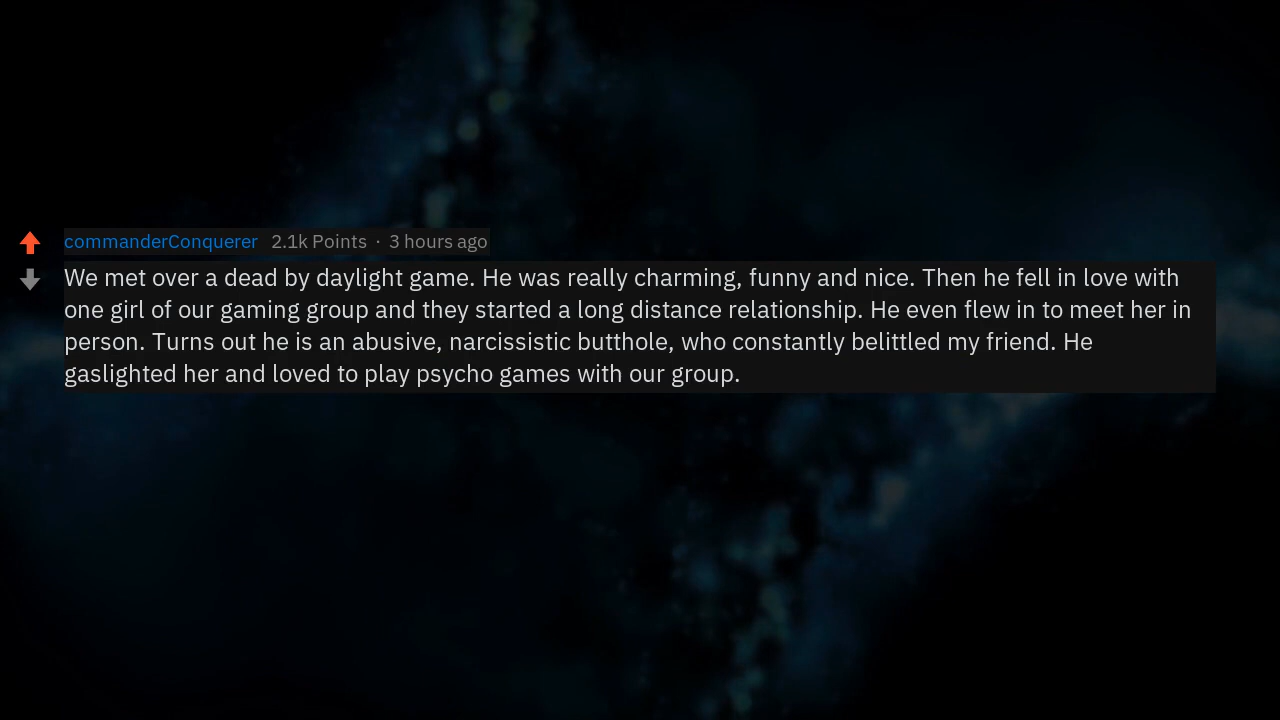 commanderConquerer 2.1k Points · 3 hours ago
We met over a dead by daylight game. He was really charming, funny and nice. Then he fell in love with
one girl of our gaming group and they started a long distance relationship. He even flew in to meet her in
person. Turns out he is an abusive, narcissistic butthole, who constantly belittled my friend. He
gaslighted her and loved to play psycho games with our group.